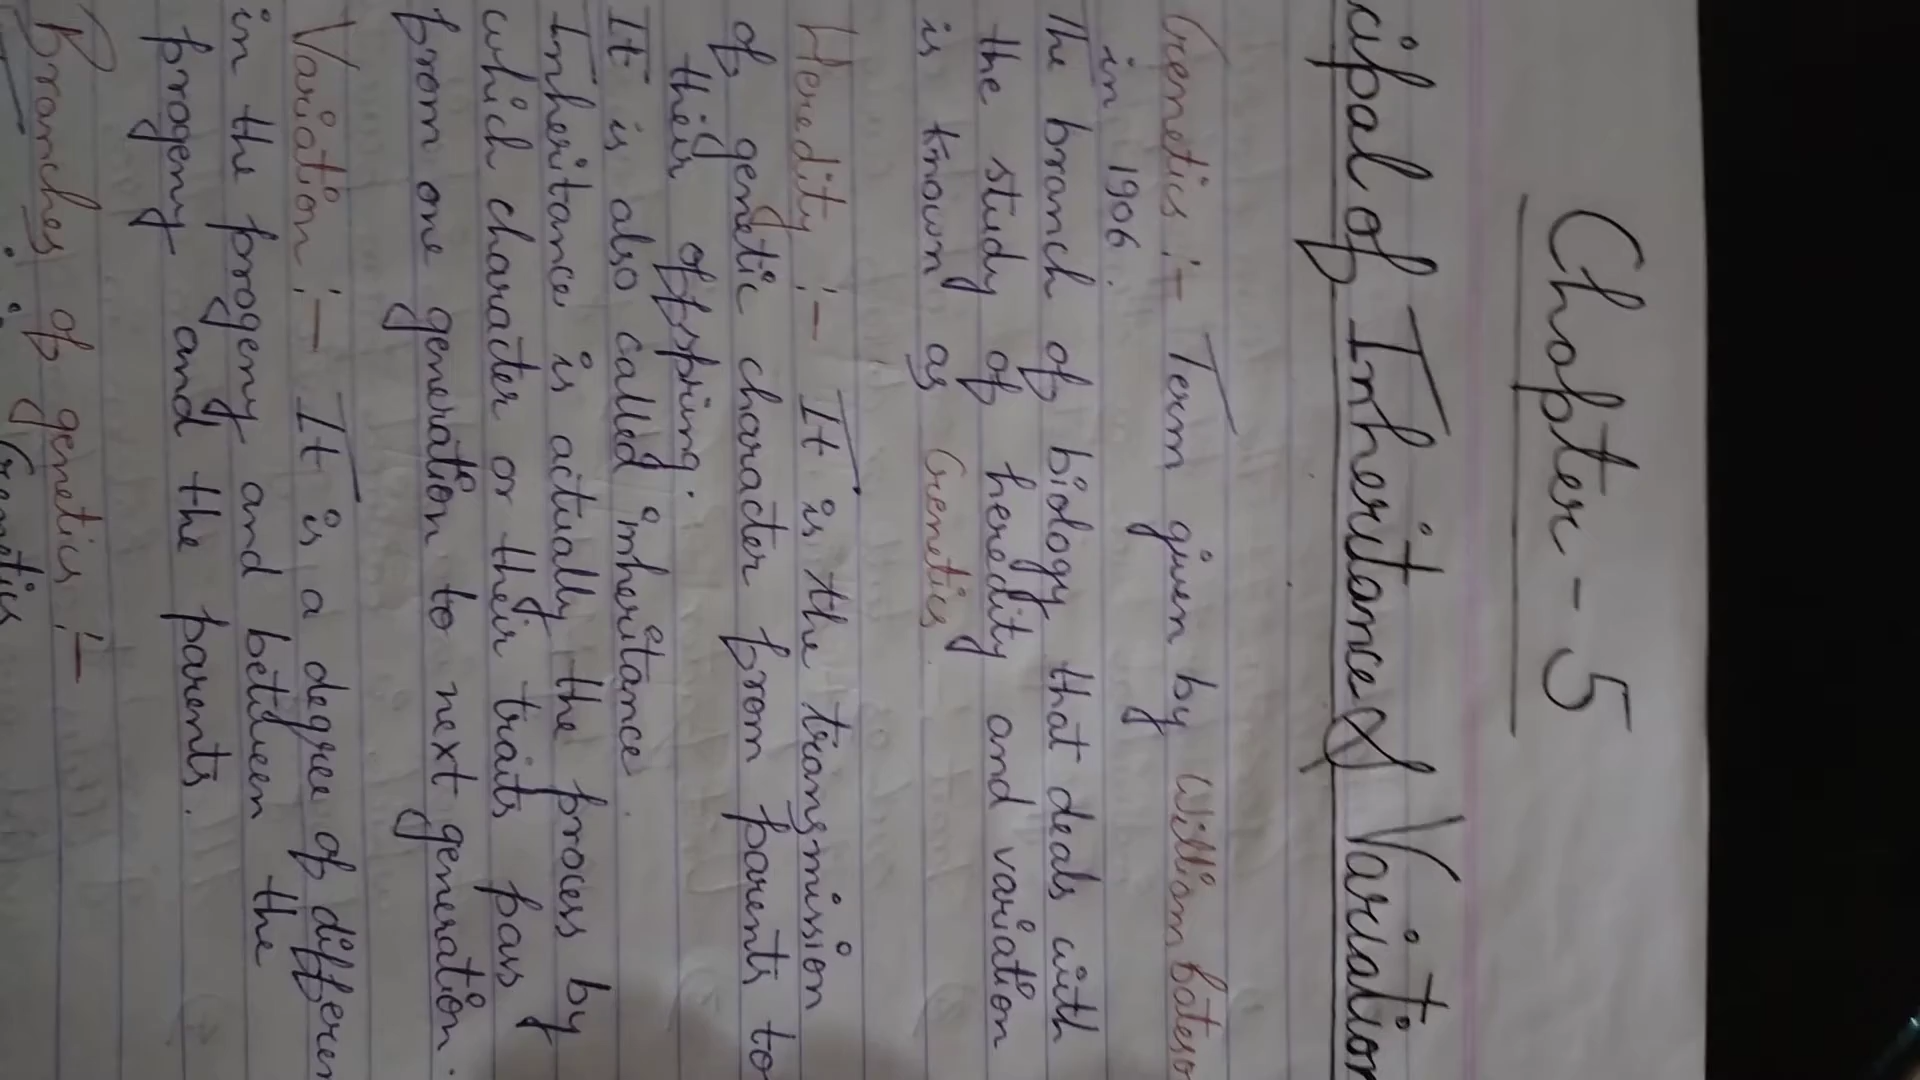 Chapter - 5
cipal of Inheritance & Variation
Genetics :- Term given by William bateso
in 1906.
The branch of biology that deals with
the study of heredity and variation
is known as Genetics.
Heredity :- It is the transmission
of genetic character from parents to
their offspring.
It is also called inheritance.
Inheritance is actually the process by
which character or their traits pass
from one generation to next generation.
Variation :- It is a degree of differen
in the progeny and between the
progeny and the parents.
Branches of genetics :-
Genetics